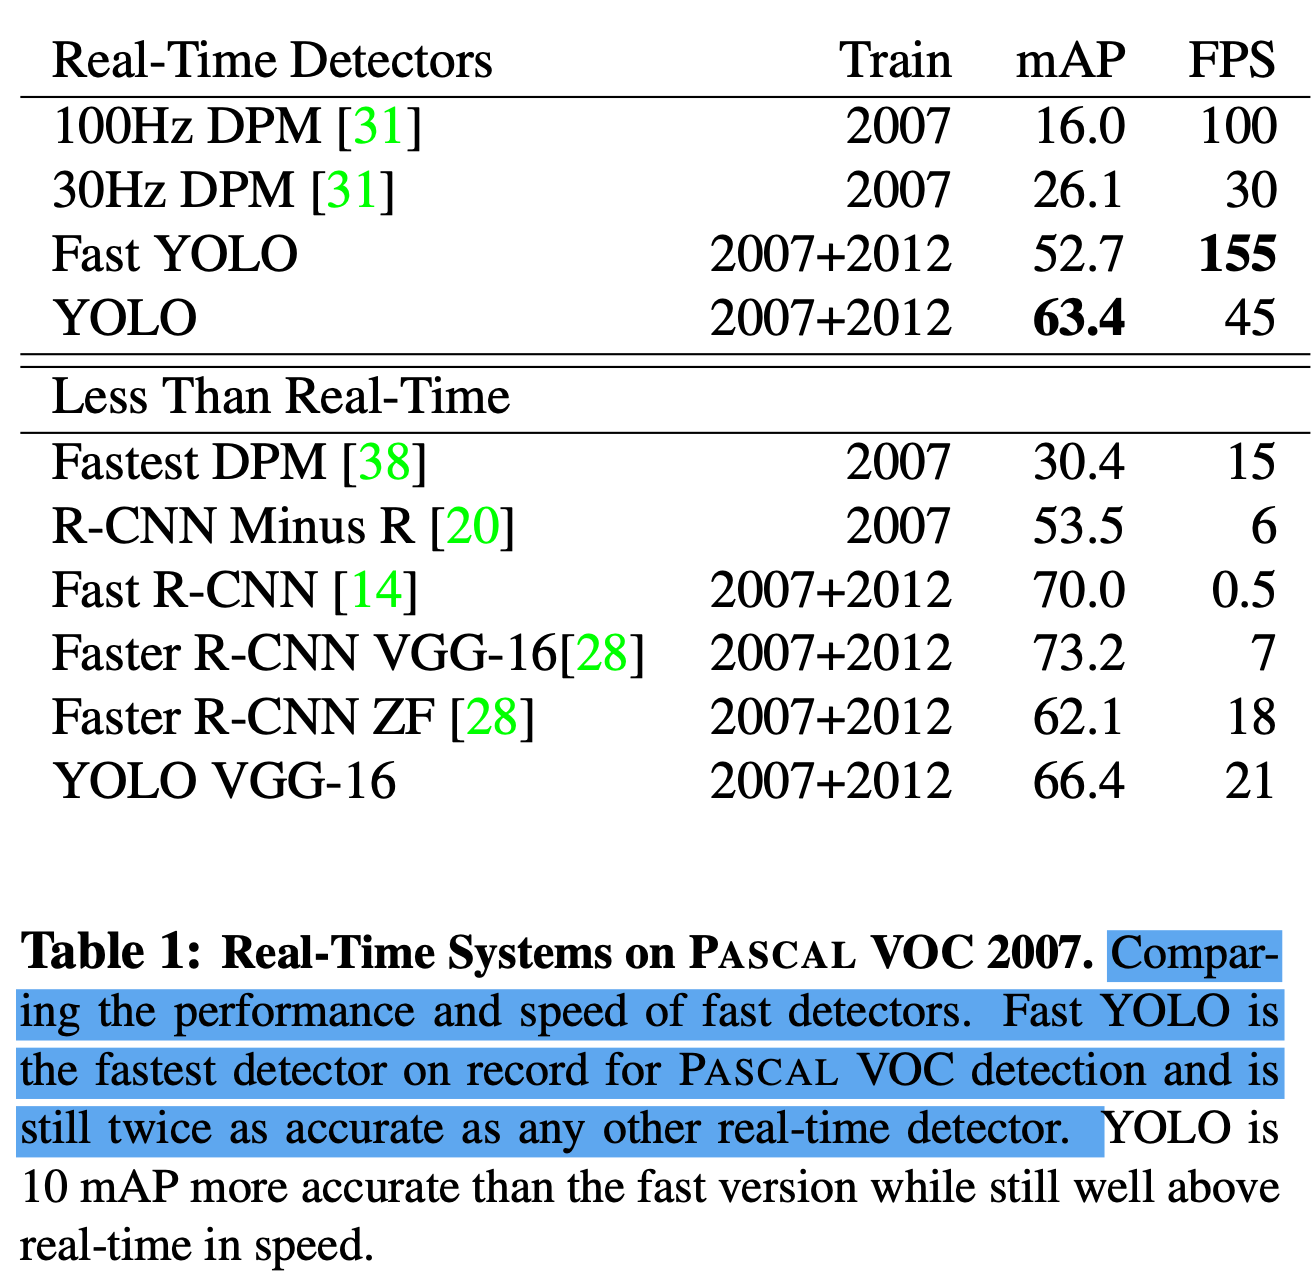 Real-Time Detectors Train mAP FPS
100Hz DPM [31] 2007 16.0 100
30Hz DPM [31] 2007 26.1 30
Fast YOLO 2007+2012 52.7 155
YOLO 2007+2012 63.4 45
Less Than Real-Time
Fastest DPM [38] 2007 30.4 15
R-CNN Minus R [20] 2007 53.5 6
Fast R-CNN [14] 2007+2012 70.0 0.5
Faster R-CNN VGG-16[28] 2007+2012 73.2 7
Faster R-CNN ZF [28] 2007+2012 62.1 18
YOLO VGG-16 2007+2012 66.4 21
Table 1: Real-Time Systems on PASCAL VOC 2007. Compar-
ing the performance and speed of fast detectors. Fast YOLO is
the fastest detector on record for PASCAL VOC detection and is
still twice as accurate as any other real-time detector. YOLO is
10 mAP more accurate than the fast version while still well above
real-time in speed.